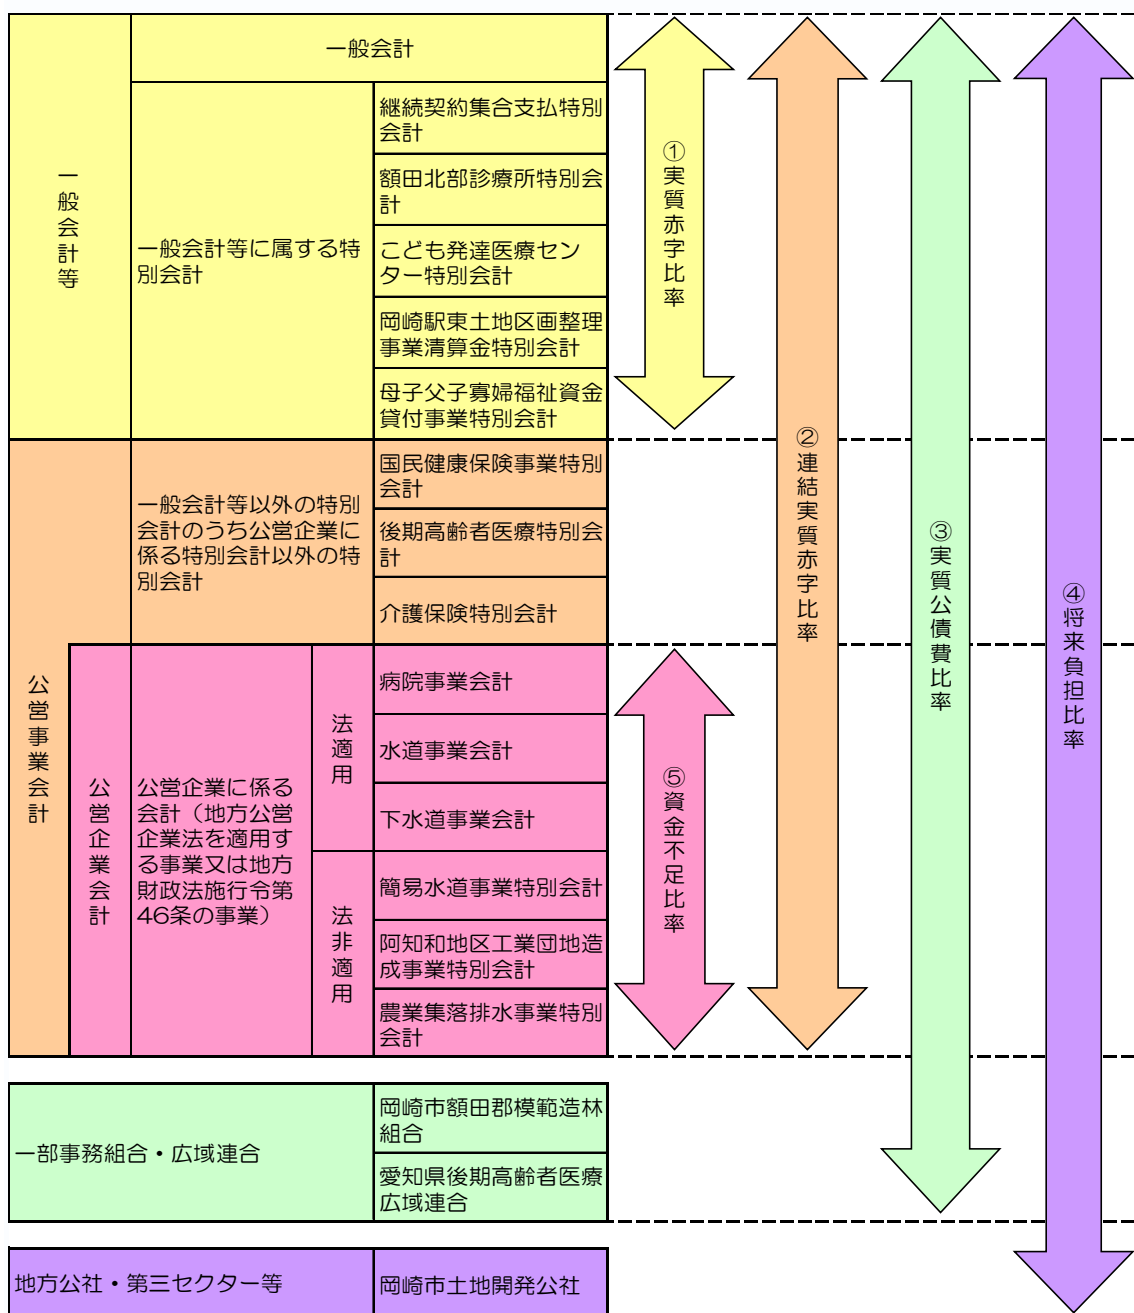 一般会計等
一般会計
一般会計等に属する特
別会計
継続契約集合支払特別
会計
額田北部診療所特別会
計
こども発達医療セン
ター特別会計
岡崎駅東土地区画整理
事業清算金特別会計
母子父子寡婦福祉資金
貸付事業特別会計
公営事業会計
一般会計等以外の特別
会計のうち公営企業に
係る特別会計以外の特
別会計
国民健康保険事業特別
会計
後期高齢者医療特別会
計
介護保険特別会計
公営企業会計
公営企業に係る
会計（地方公営
企業法を適用す
る事業又は地方
財政法施行令第
46条の事業）
法適用
病院事業会計
水道事業会計
下水道事業会計
法非適用
簡易水道事業特別会計
阿知和地区工業団地造
成事業特別会計
農業集落排水事業特別
会計
一部事務組合・広域連合
岡崎市額田郡模範造林
組合
愛知県後期高齢者医療
広域連合
地方公社・第三セクター等
岡崎市土地開発公社
①実質赤字比率
②連結実質赤字比率
③実質公債費比率
④将来負担比率
⑤資金不足比率